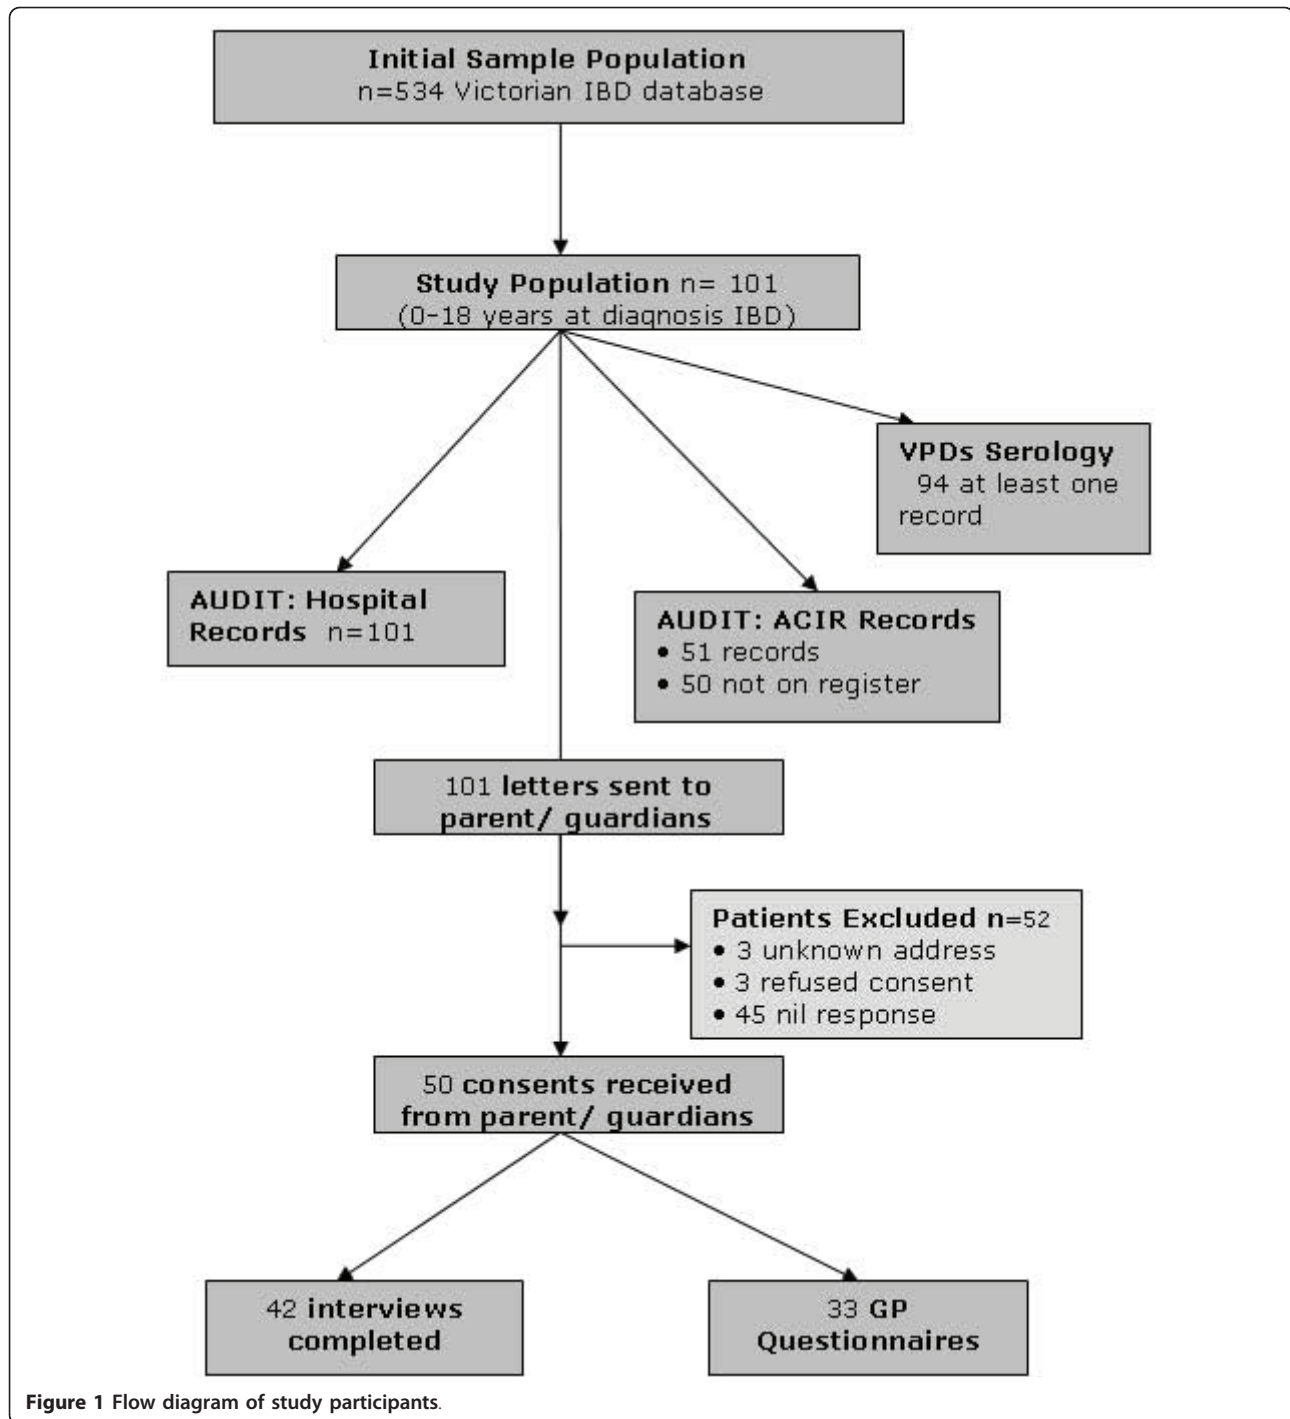 Initial Sample Population
n=534 Victorian IBD database
Study Population n= 101
(0-18 years at diagnosis IBD)
VPDs Serology
94 at least one
record
AUDIT: Hospital
Records n=101
AUDIT: ACIR Records
• 51 records
• 50 not on register
101 letters sent to
parent/ guardians
Patients Excluded n=52
• 3 unknown address
• 3 refused consent
• 45 nil response
50 consents received
from parent/ guardians
42 interviews
completed
33 GP
Questionnaires
Figure 1 Flow diagram of study participants.